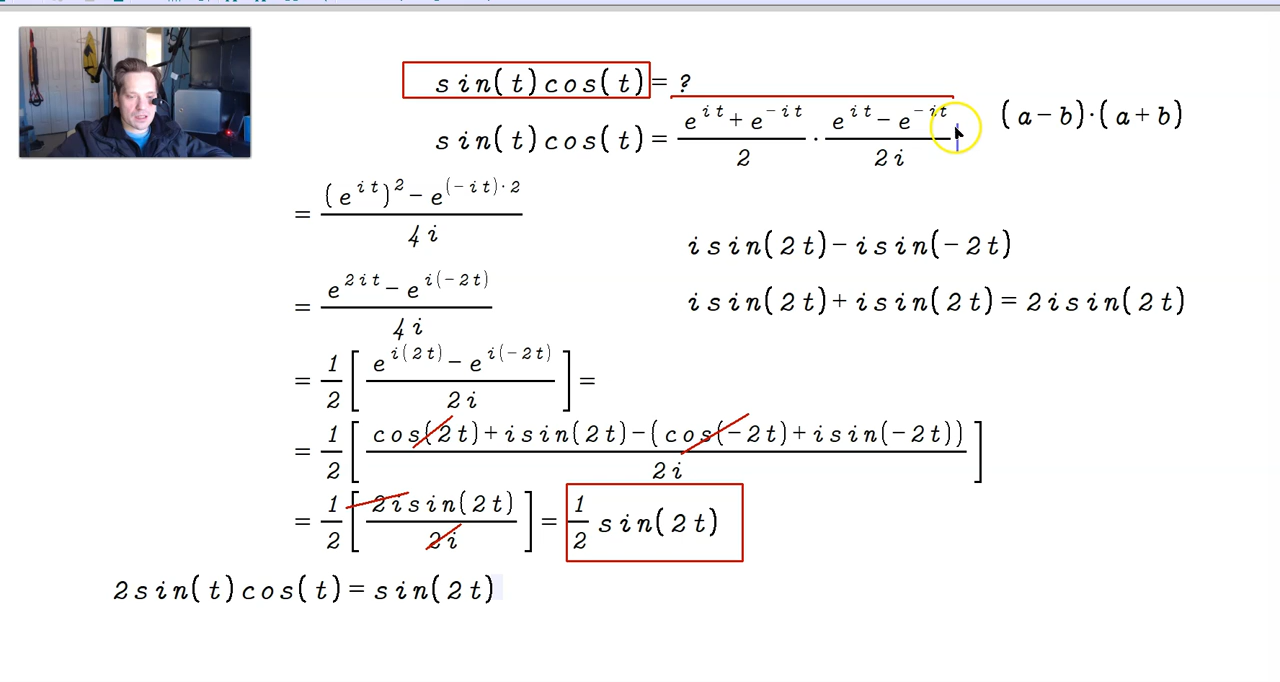 sin(t)cos(t)= ?
sin(t)cos(t)= (e^{it}+e^{-it})/2 · (e^{it}-e^{-it})/(2i)
(a-b)·(a+b)
= ((e^{it})^2-e^{(-it)·2})/(4i)
isin(2t)-isin(-2t)
= (e^{2it}-e^{i(-2t)})/(4i)
isin(2t)+isin(2t)=2isin(2t)
= 1/2 [(e^{i(2t)}-e^{i(-2t)})/(2i)] =
= 1/2 [(cos(2t)+isin(2t)-(cos(-2t)+isin(-2t)))/(2i)]
= 1/2 [(2isin(2t))/(2i)] = 1/2 sin(2t)
2sin(t)cos(t)=sin(2t)